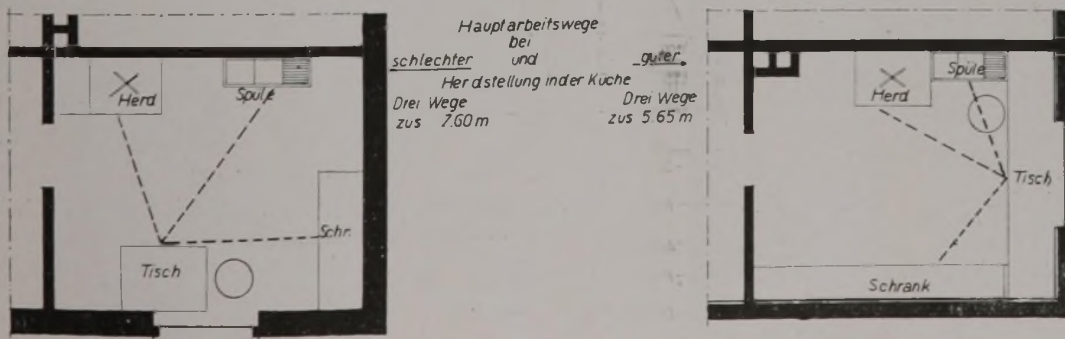 Herd
Spüle
Schr.
Tisch
Hauptarbeitswege
bei
schlechter und guter
Herdstellung in der Küche
Drei Wege
zus 7.60 m
Drei Wege
zus 5.65 m
Herd
Spüle
Tisch
Schrank